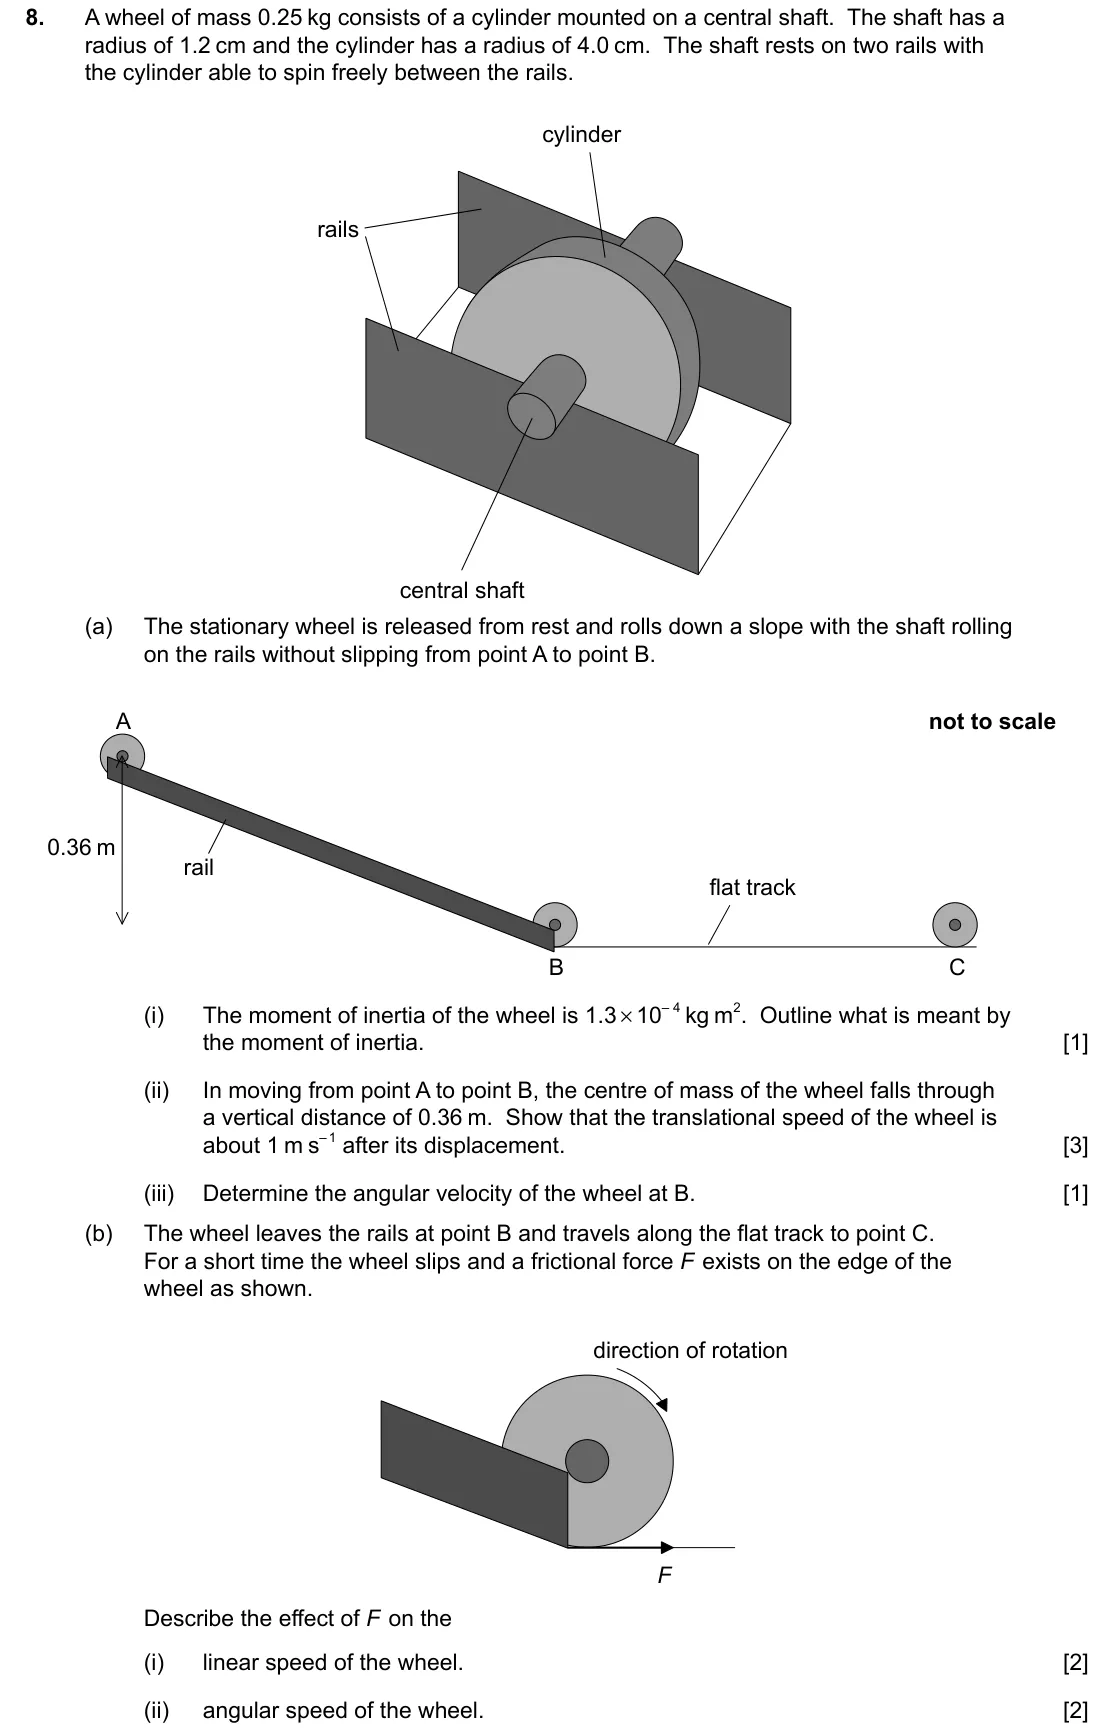 8. A wheel of mass 0.25 kg consists of a cylinder mounted on a central shaft. The shaft has a
radius of 1.2 cm and the cylinder has a radius of 4.0 cm. The shaft rests on two rails with
the cylinder able to spin freely between the rails.
cylinder
rails
central shaft
(a) The stationary wheel is released from rest and rolls down a slope with the shaft rolling
on the rails without slipping from point A to point B.
A
not to scale
0.36 m
rail
flat track
B
C
(i) The moment of inertia of the wheel is 1.3 × 10⁻⁴ kg m². Outline what is meant by
the moment of inertia. [1]
(ii) In moving from point A to point B, the centre of mass of the wheel falls through
a vertical distance of 0.36 m. Show that the translational speed of the wheel is
about 1 m s⁻¹ after its displacement. [3]
(iii) Determine the angular velocity of the wheel at B. [1]
(b) The wheel leaves the rails at point B and travels along the flat track to point C.
For a short time the wheel slips and a frictional force F exists on the edge of the
wheel as shown.
direction of rotation
F
Describe the effect of F on the
(i) linear speed of the wheel. [2]
(ii) angular speed of the wheel. [2]